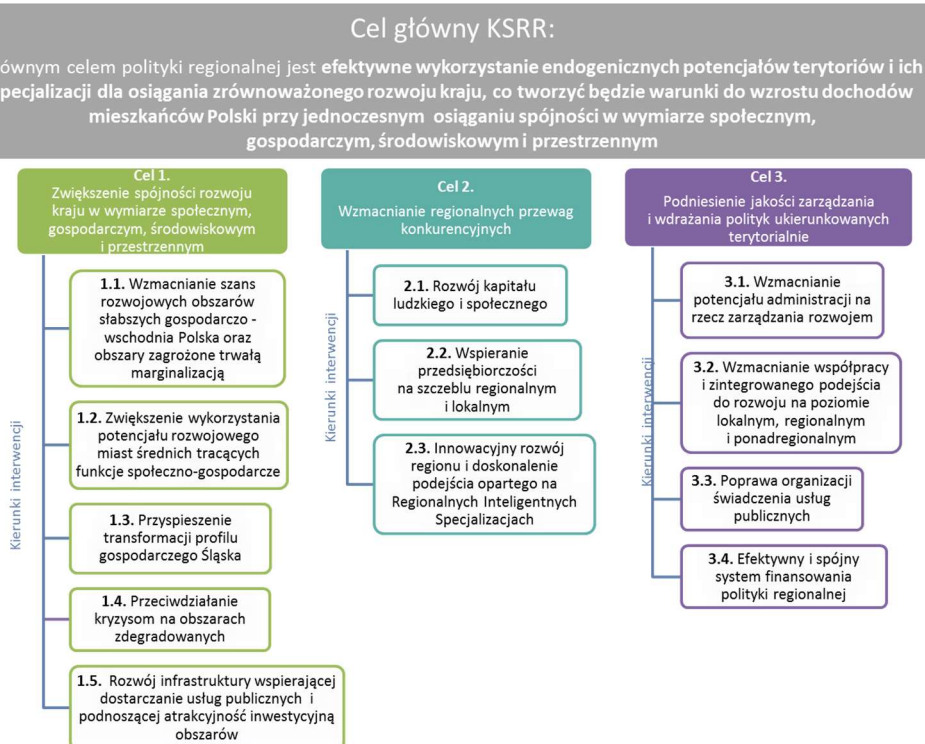 Cel główny KSRR:
ównym celem polityki regionalnej jest efektywne wykorzystanie endogenicznych potencjałów terytoriów i ich
pecjalizacji dla osiągania zrównoważonego rozwoju kraju, co tworzyć będzie warunki do wzrostu dochodów
mieszkańców Polski przy jednoczesnym osiąganiu spójności w wymiarze społecznym,
gospodarczym, środowiskowym i przestrzennym
Cel 1.
Zwiększenie spójności rozwoju
kraju w wymiarze społecznym,
gospodarczym, środowiskowym
i przestrzennym
Kierunki interwencji
1.1. Wzmacnianie szans
rozwojowych obszarów
słabszych gospodarczo -
wschodnia Polska oraz
obszary zagrożone trwałą
marginalizacją
1.2. Zwiększenie wykorzystania
potencjału rozwojowego
miast średnich tracących
funkcje społeczno-gospodarcze
1.3. Przyspieszenie
transformacji profilu
gospodarczego Śląska
1.4. Przeciwdziałanie
kryzysom na obszarach
zdegradowanych
1.5. Rozwój infrastruktury wspierającej
dostarczanie usług publicznych i
podnoszącej atrakcyjność inwestycyjną
obszarów
Cel 2.
Wzmacnianie regionalnych przewag
konkurencyjnych
Kierunki interwencji
2.1. Rozwój kapitału
ludzkiego i społecznego
2.2. Wspieranie
przedsiębiorczości
na szczeblu regionalnym
i lokalnym
2.3. Innowacyjny rozwój
regionu i doskonalenie
podejścia opartego na
Regionalnych Inteligentnych
Specjalizacjach
Cel 3.
Podniesienie jakości zarządzania
i wdrażania polityk ukierunkowanych
terytorialnie
Kierunki interwencji
3.1. Wzmacnianie
potencjału administracji na
rzecz zarządzania rozwojem
3.2. Wzmacnianie współpracy
i zintegrowanego podejścia
do rozwoju na poziomie
lokalnym, regionalnym
i ponadregionalnym
3.3. Poprawa organizacji
świadczenia usług
publicznych
3.4. Efektywny i spójny
system finansowania
polityki regionalnej